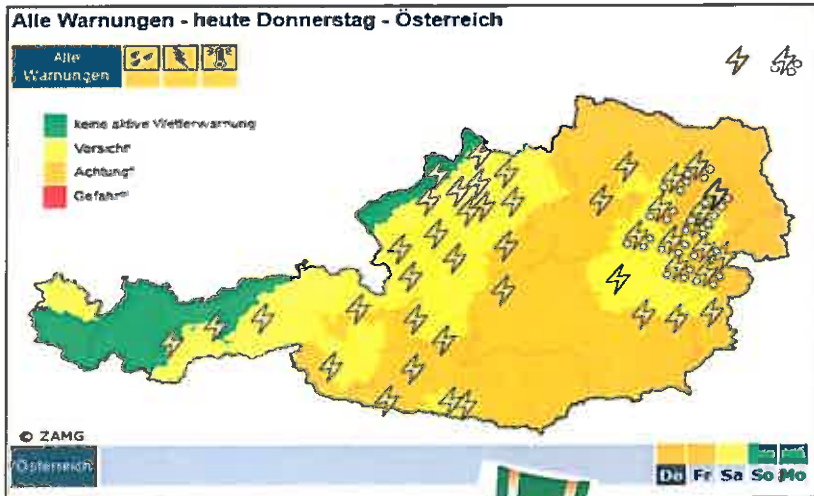 Alle Warnungen - heute Donnerstag - Österreich
Alle
Warnungen
keine aktive Wetterwarnung
Vorsicht
Achtung
Gefahr
© ZAMG
Österreich
Do Fr Sa So Mo